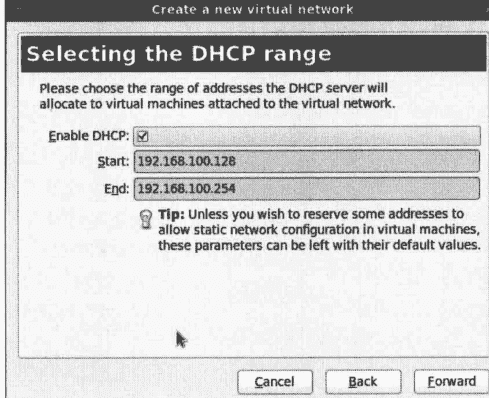 Create a new virtual network
Selecting the DHCP range
Please choose the range of addresses the DHCP server will
allocate to virtual machines attached to the virtual network.
Enable DHCP:
Start: 192.168.100.128
End: 192.168.100.254
Tip: Unless you wish to reserve some addresses to
allow static network configuration in virtual machines,
these parameters can be left with their default values.
Cancel Back Forward